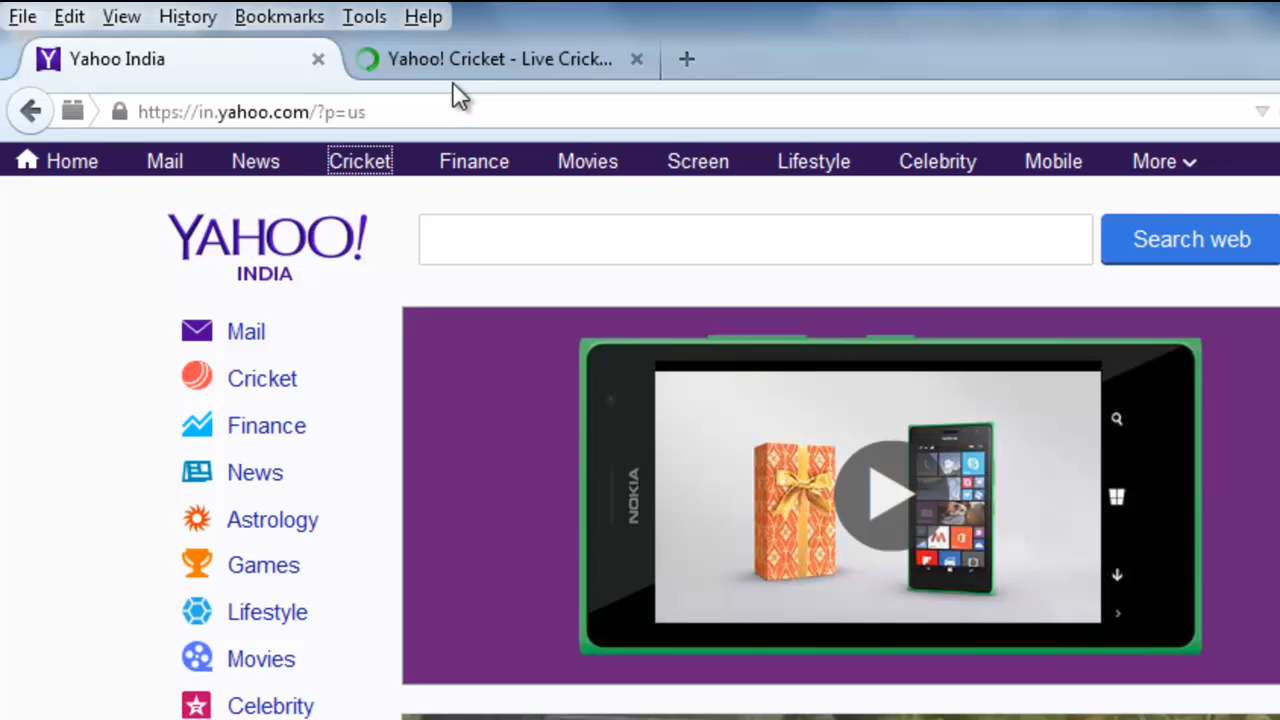 File Edit View History Bookmarks Tools Help
Yahoo India Yahoo! Cricket - Live Crick...
https://in.yahoo.com/?p=us
Home Mail News Cricket Finance Movies Screen Lifestyle Celebrity Mobile More
YAHOO!
INDIA
Search web
Mail
Cricket
Finance
News
Astrology
Games
Lifestyle
Movies
Celebrity
NOKIA